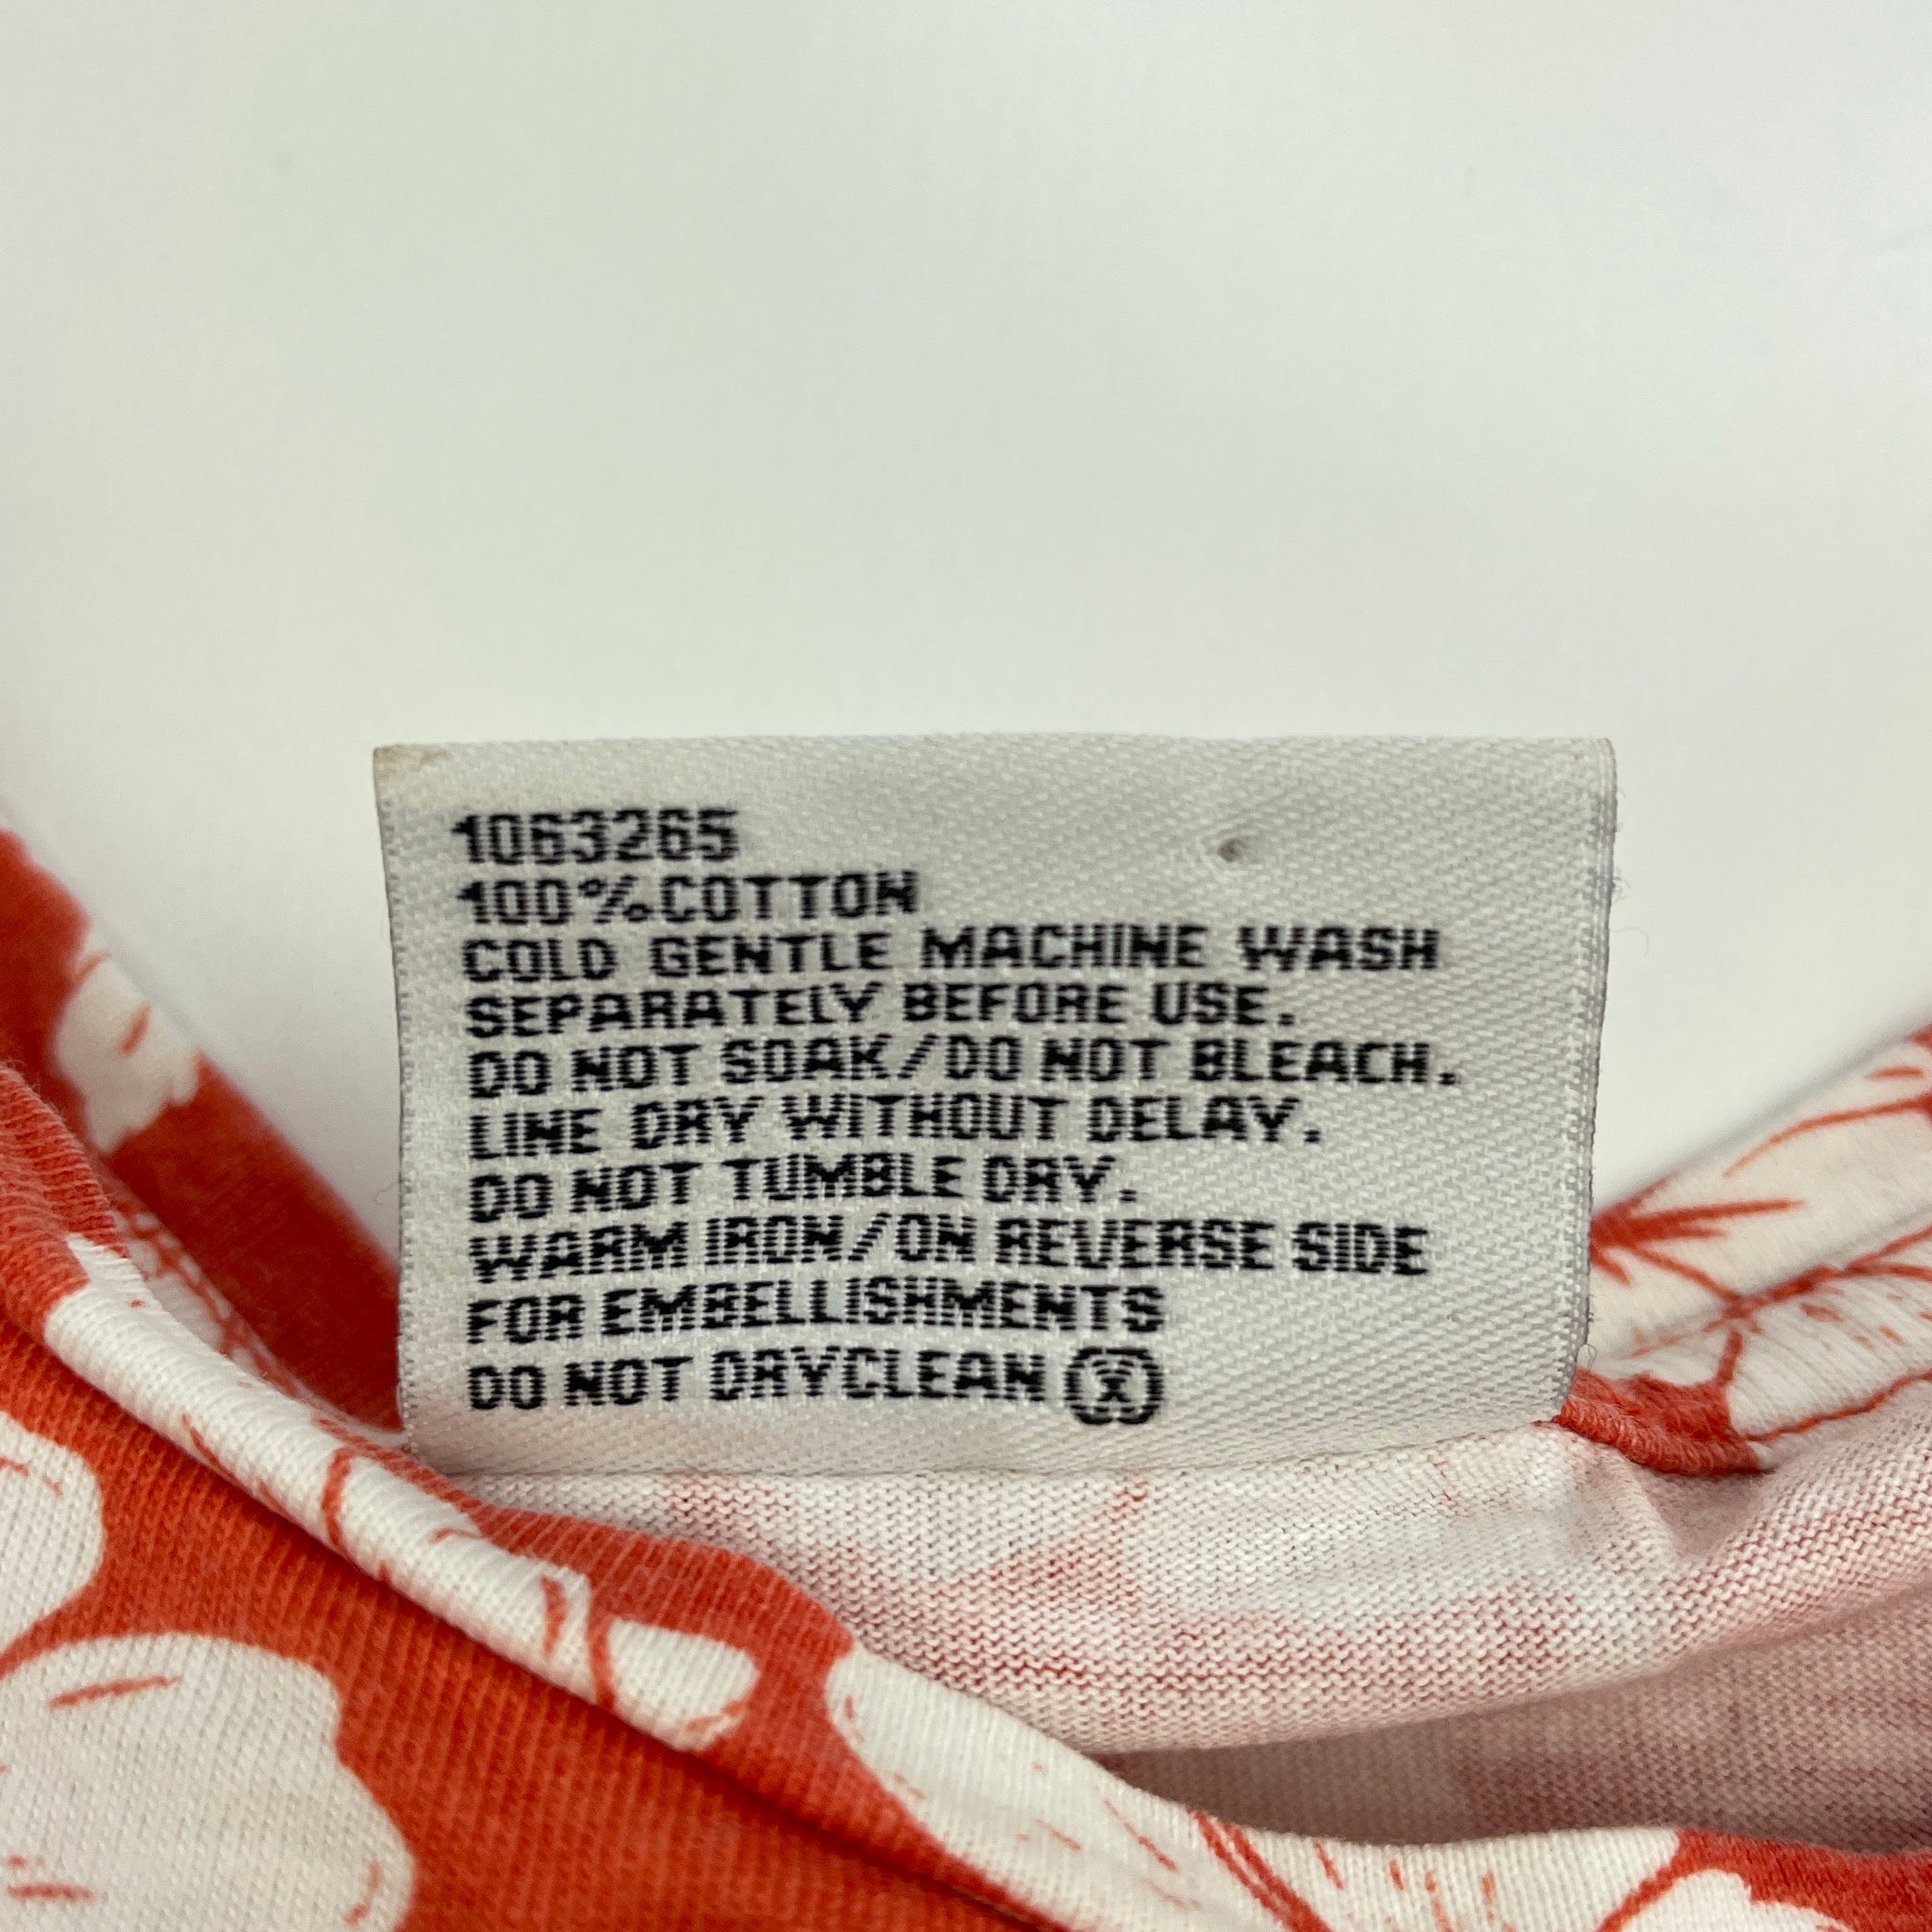 1063265
100%COTTON
COLD GENTLE MACHINE WASH
SEPARATELY BEFORE USE.
DO NOT SOAK/DO NOT BLEACH.
LINE DRY WITHOUT DELAY.
DO NOT TUMBLE DRY.
WARM IRON/ON REVERSE SIDE
FOR EMBELLISHMENTS
DO NOT DRYCLEAN